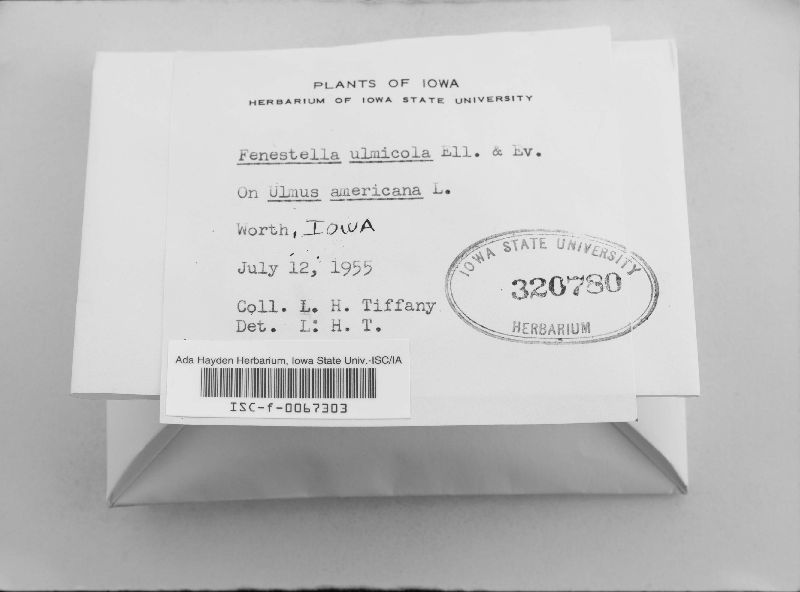 PLANTS OF IOWA
HERBARIUM OF IOWA STATE UNIVERSITY
Fenestella ulmicola Ell. & Ev.
On Ulmus americana L.
Worth, IOWA
July 12, 1955
Coll. L. H. Tiffany
Det. L. H. T.
IOWA STATE UNIVERSITY
320780
HERBARIUM
Ada Hayden Herbarium, Iowa State Univ.-ISC/IA
ISC-f-0067303